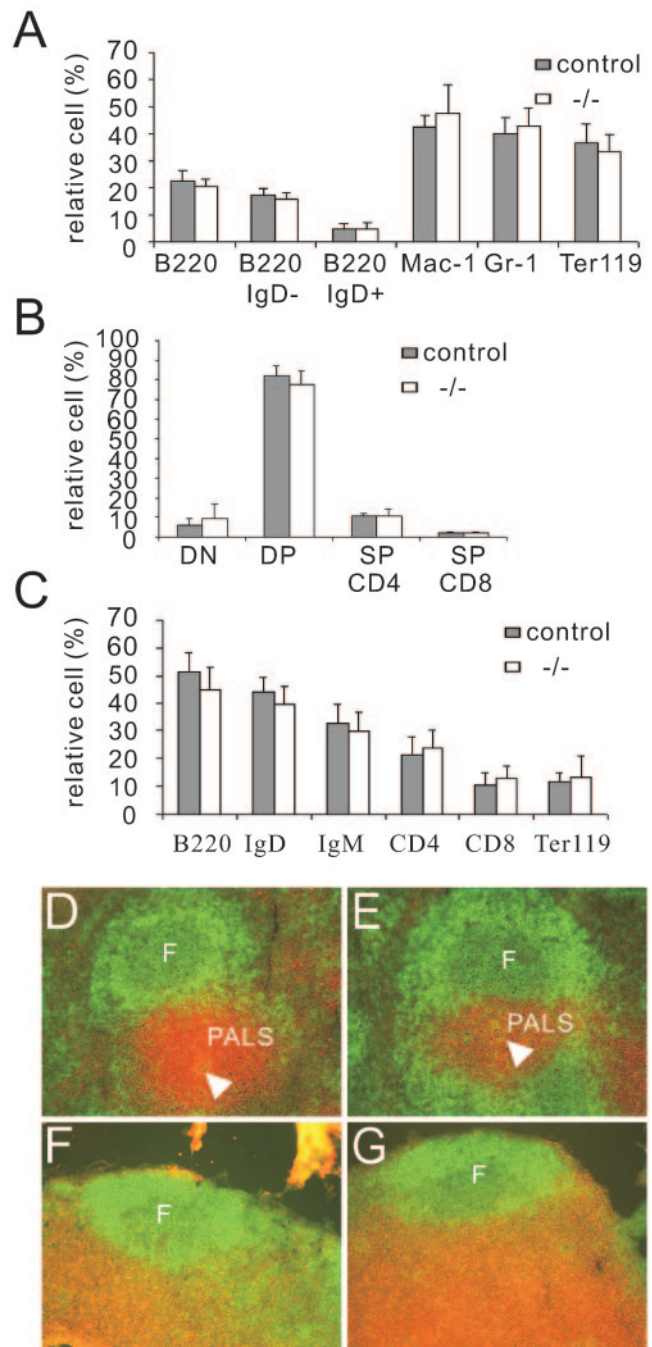 A
relative cell (%)
70
60
50
40
30
20
10
0
control
-/-
B220 B220 B220 Mac-1 Gr-1 Ter119
IgD- IgD+
B
relative cell (%)
100
90
80
70
60
50
40
30
20
10
0
control
-/-
DN DP SP SP
CD4 CD8
C
relative cell (%)
70
60
50
40
30
20
10
0
control
-/-
B220 IgD IgM CD4 CD8 Ter119
D
F
PALS
E
F
PALS
F
F
G
F